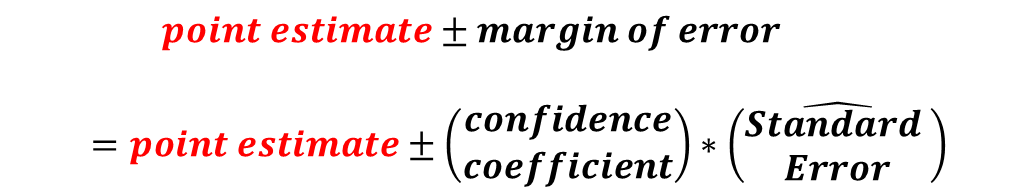 point estimate ± margin of error
= point estimate ± (confidence coefficient) * (Standard Error)